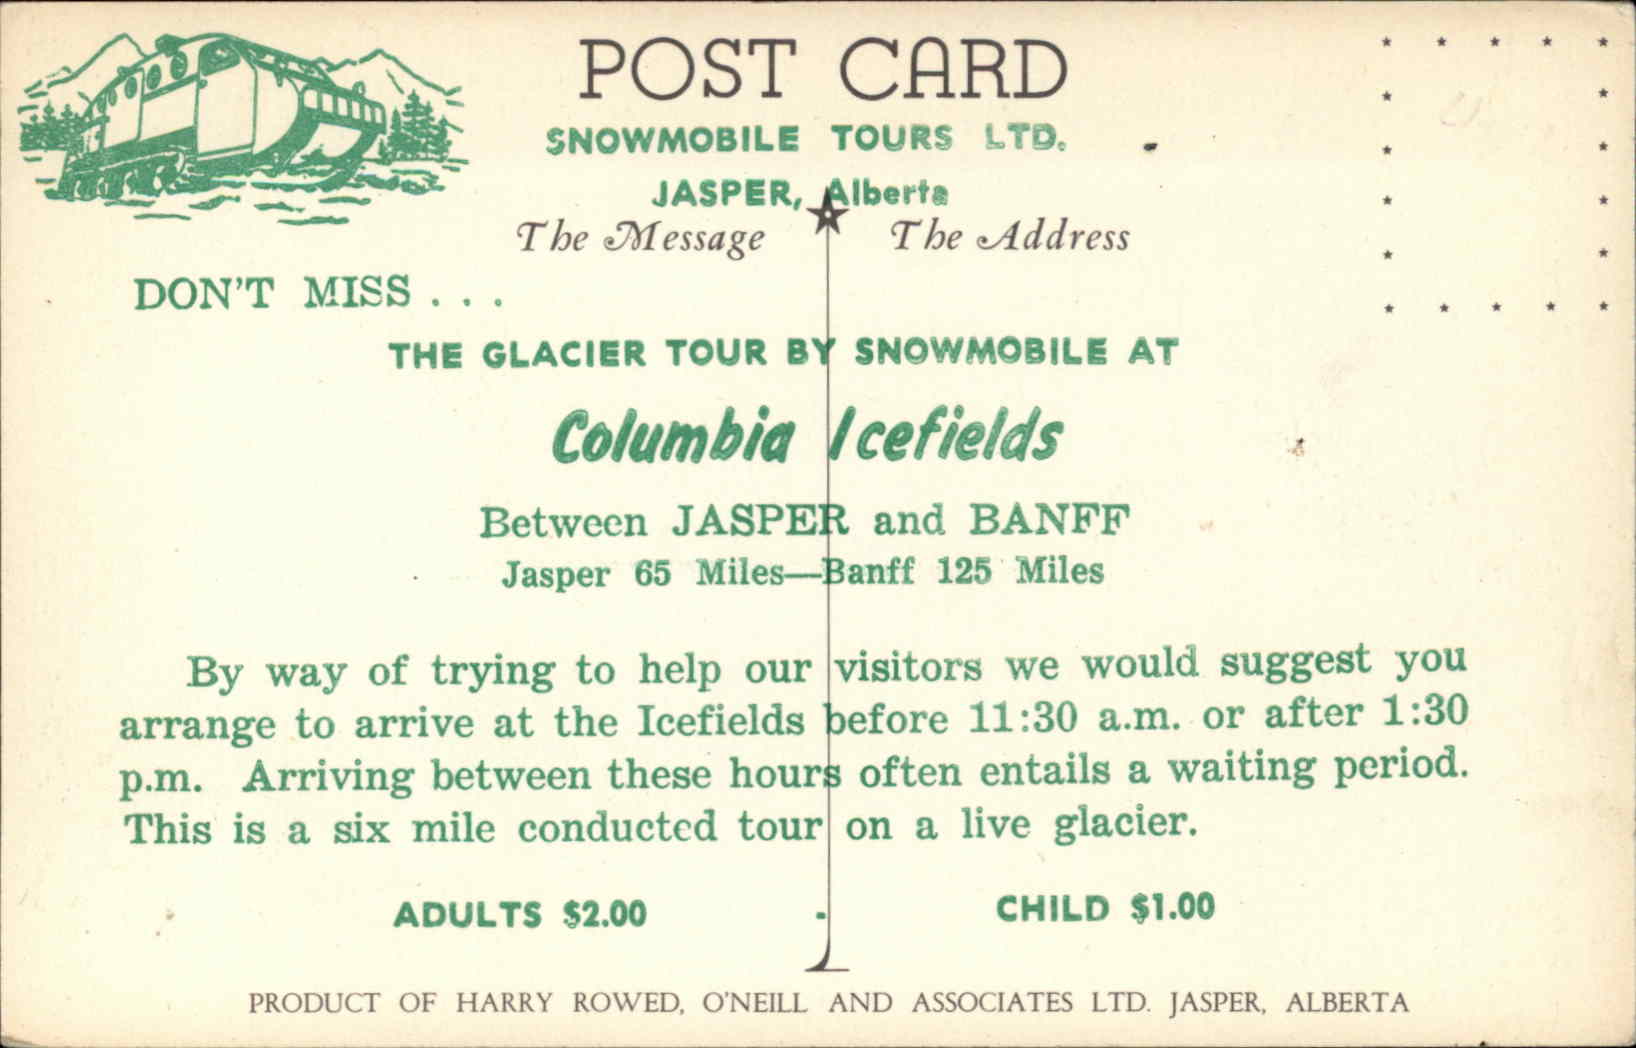 POST CARD
SNOWMOBILE TOURS LTD.
JASPER, Alberta
The Message The Address
DON'T MISS . . .
THE GLACIER TOUR BY SNOWMOBILE AT
Columbia Icefields
Between JASPER and BANFF
Jasper 65 Miles—Banff 125 Miles
By way of trying to help our visitors we would suggest you
arrange to arrive at the Icefields before 11:30 a.m. or after 1:30
p.m. Arriving between these hours often entails a waiting period.
This is a six mile conducted tour on a live glacier.
ADULTS $2.00 - CHILD $1.00
PRODUCT OF HARRY ROWED, O'NEILL AND ASSOCIATES LTD. JASPER, ALBERTA